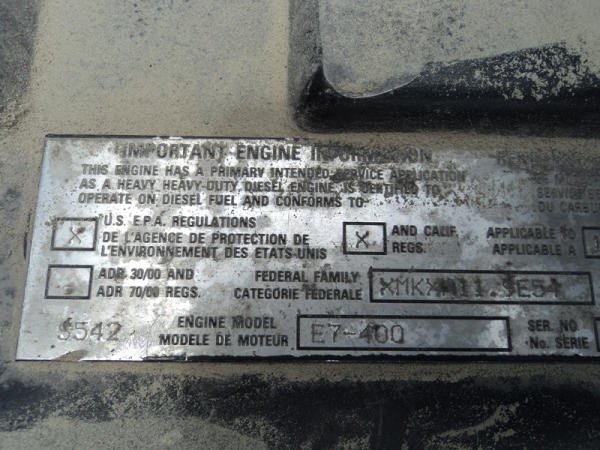 IMPORTANT ENGINE INFORMATION
THIS ENGINE HAS A PRIMARY INTENDED SERVICE APPLICATION
AS A HEAVY, HEAVY-DUTY, DIESEL ENGINE, IS CERTIFIED TO
OPERATE ON DIESEL FUEL AND CONFORMS TO-
X U.S. E.P.A. REGULATIONS
DE L'AGENCE DE PROTECTION DE
L'ENVIRONNEMENT DES ETATS-UNIS
X AND CALIF.
REGS.
APPLICABLE TO
APPLICABLE A
ADR 30/00 AND
ADR 70/00 REGS.
FEDERAL FAMILY
CATEGORIE FEDERALE
XMKXH11.9E54
S542
ENGINE MODEL
MODELE DE MOTEUR
E7-400
SER. NO
No. SERIE
DU